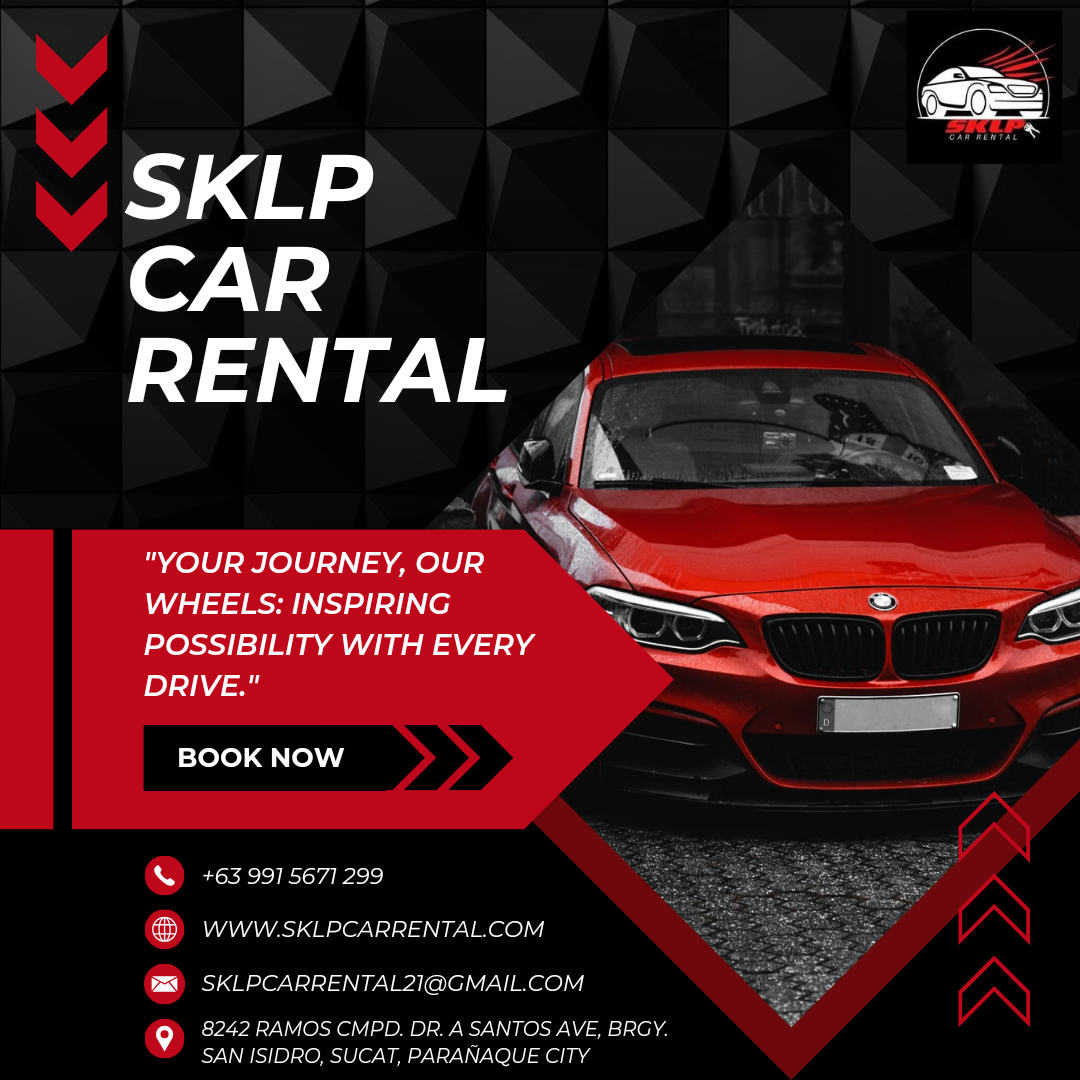 SKLP
CAR RENTAL
SKLP
CAR
RENTAL
Frühstück
"YOUR JOURNEY, OUR
WHEELS: INSPIRING
POSSIBILITY WITH EVERY
DRIVE."
D
BOOK NOW
+63 991 5671 299
WWW.SKLPCARRENTAL.COM
SKLPCARRENTAL21@GMAIL.COM
8242 RAMOS CMPD. DR. A SANTOS AVE, BRGY.
SAN ISIDRO, SUCAT, PARAÑAQUE CITY